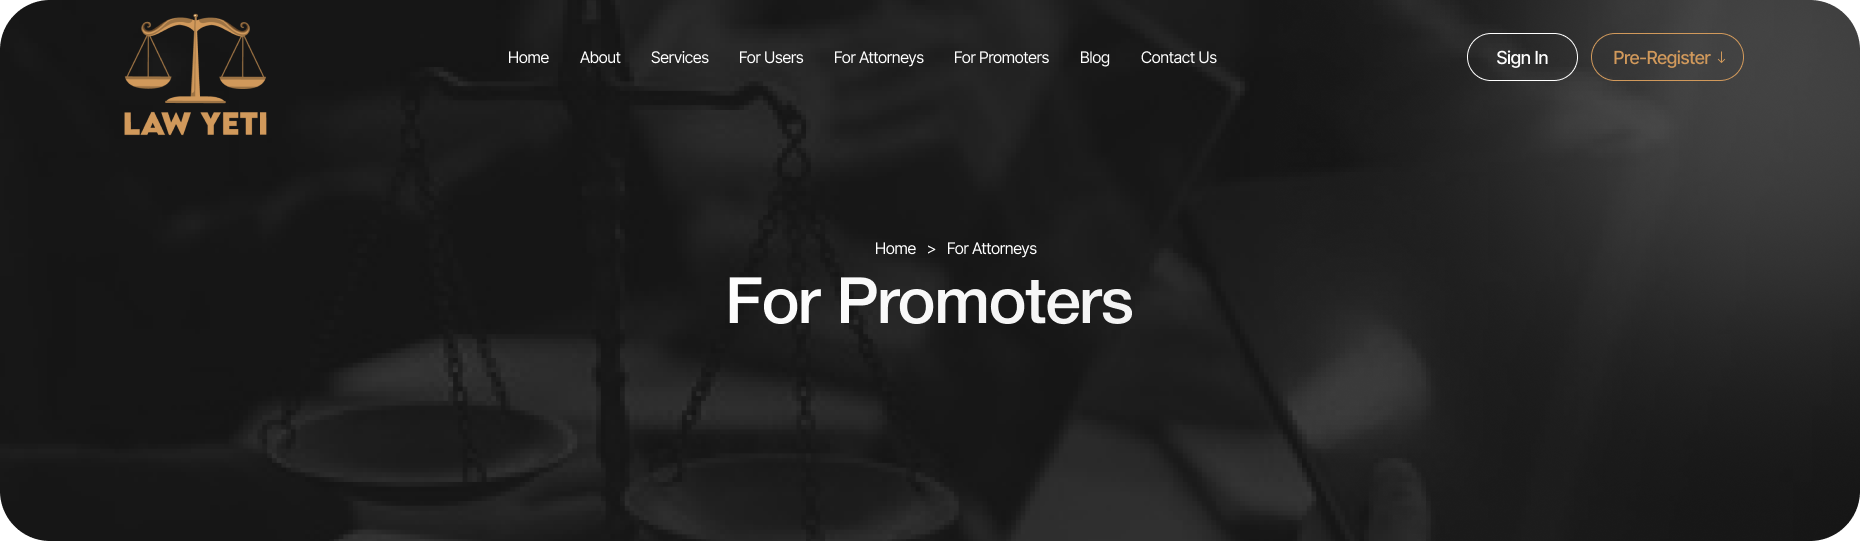 LAW YETI
Home About Services For Users For Attorneys For Promoters Blog Contact Us
Sign In
Pre-Register ↓
Home > For Attorneys
For Promoters